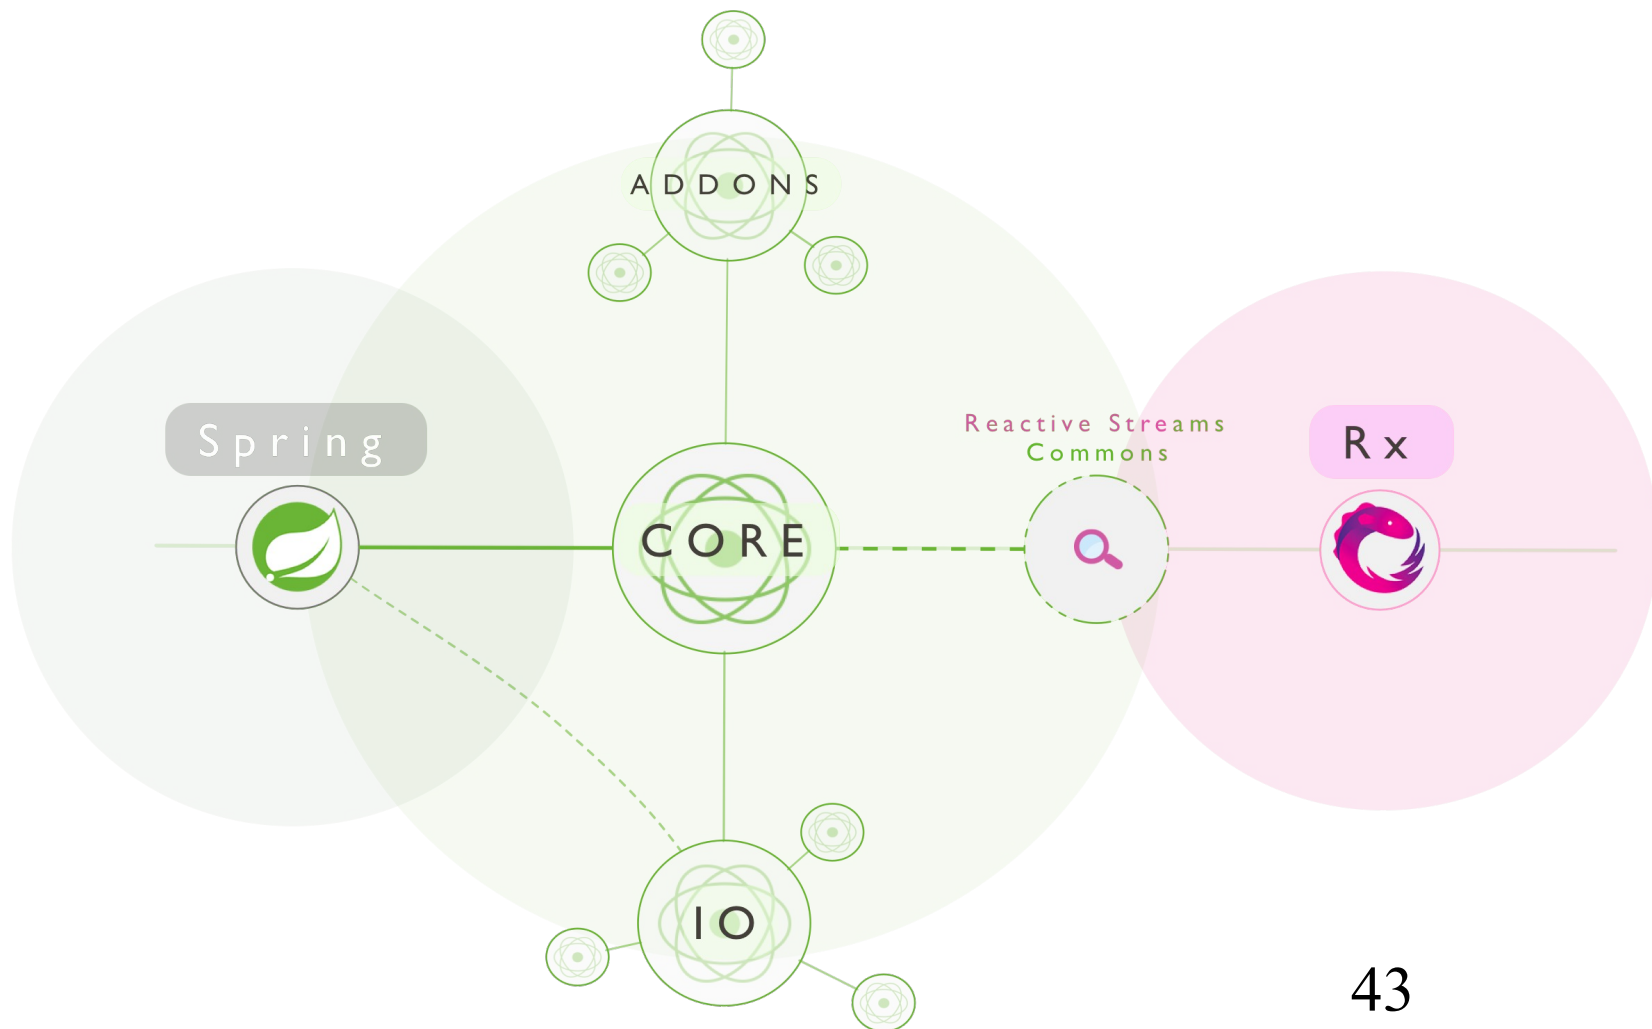 ADDONS
Reactive Streams
Commons
Spring
Rx
CORE
IO
43